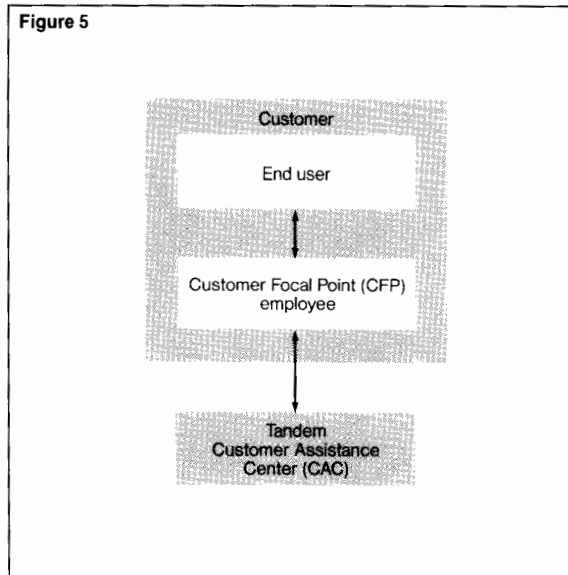 Figure 5
Customer
End user
Customer Focal Point (CFP)
employee
Tandem
Customer Assistance
Center (CAC)